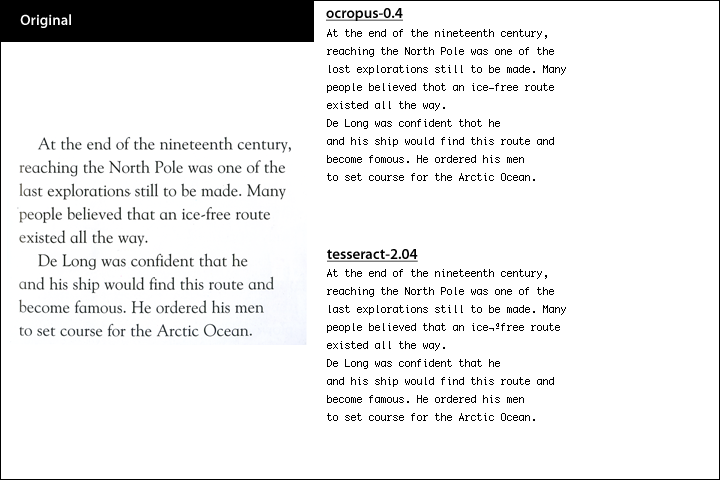 Original
At the end of the nineteenth century,
reaching the North Pole was one of the
last explorations still to be made. Many
people believed that an ice-free route
existed all the way.
De Long was confident that he
and his ship would find this route and
become famous. He ordered his men
to set course for the Arctic Ocean.
ocropus-0.4
At the end of the nineteenth century,
reaching the North Pole was one of the
lost explorations still to be made. Many
people believed thot an ice–free route
existed all the way.
De Long was confident thot he
and his ship would find this route and
become fomous. He ordered his men
to set course for the Arctic Ocean.
tesseract-2.04
At the end of the nineteenth century,
reaching the North Pole was one of the
last explorations still to be made. Many
people believed that an ice¬ªfree route
existed all the way.
De Long was confident that he
and his ship would find this route and
become famous. He ordered his men
to set course for the Arctic Ocean.